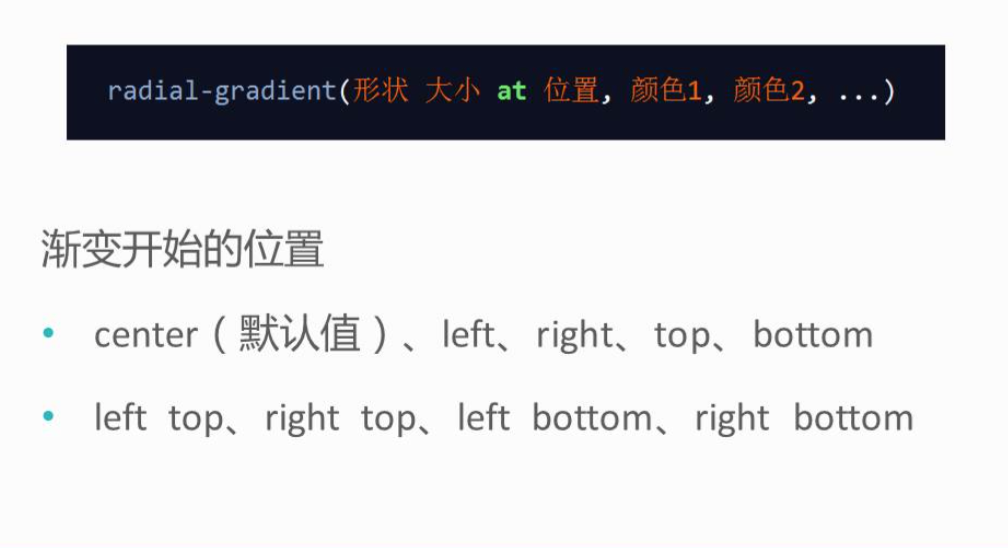 radial-gradient(形状 大小 at 位置, 颜色1, 颜色2, ...)
渐变开始的位置
• center（默认值）、left、right、top、bottom
• left top、right top、left bottom、right bottom